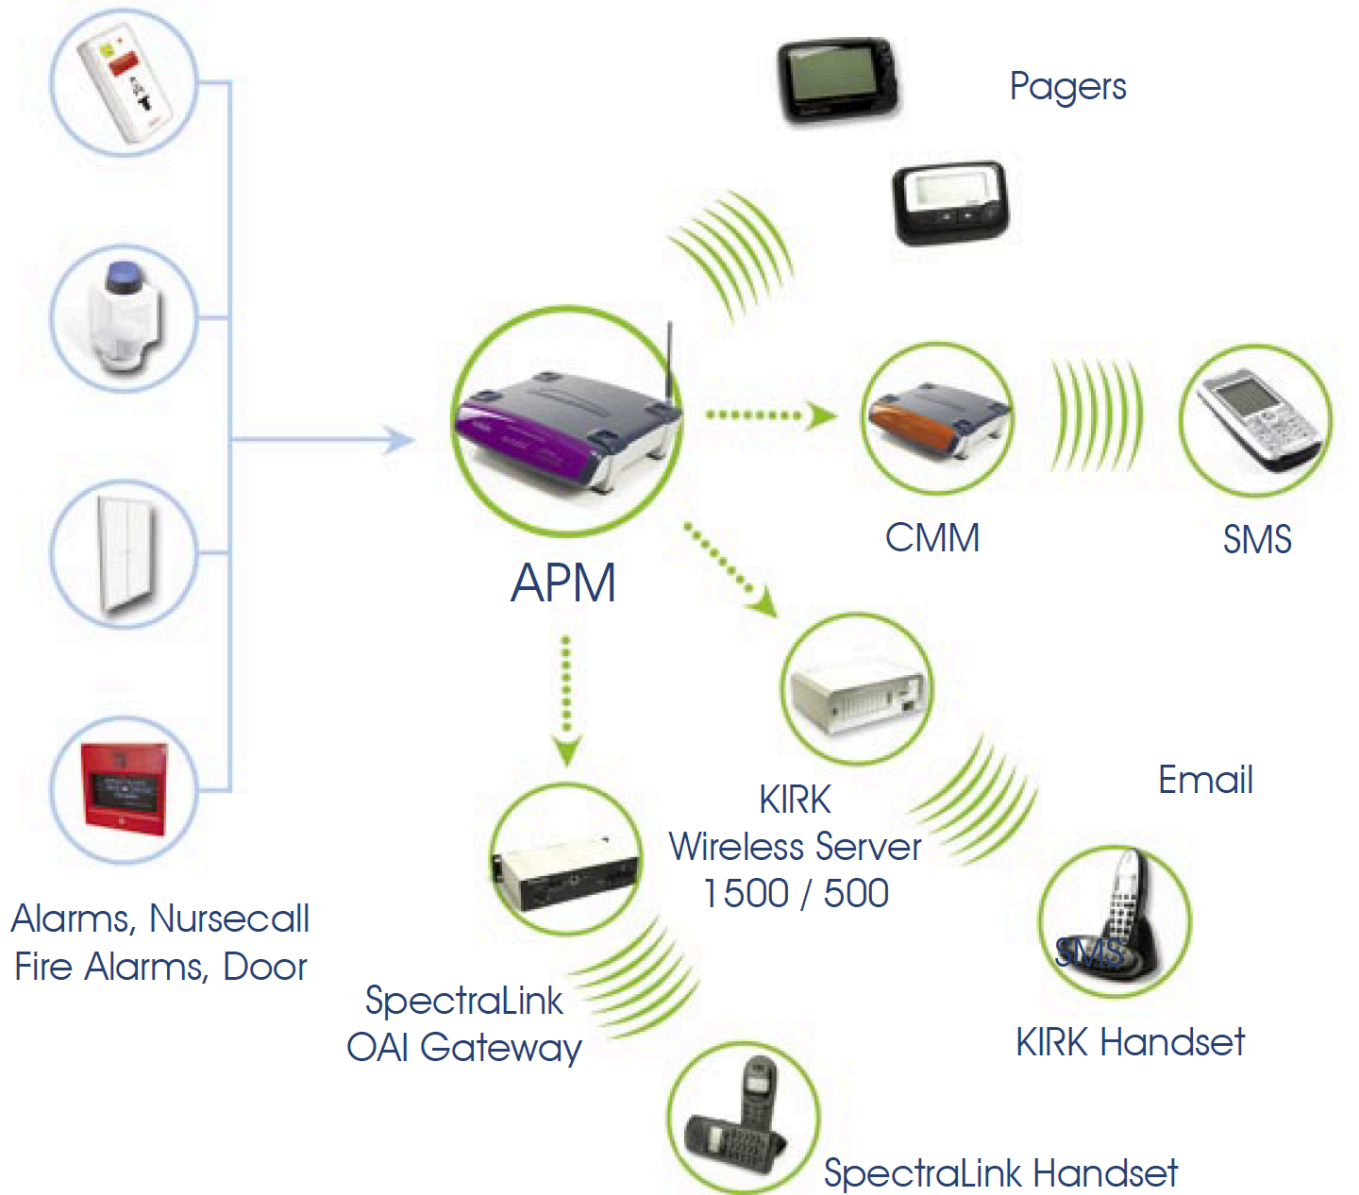 Pagers
CMM
SMS
APM
KIRK
Wireless Server
1500 / 500
Email
Alarms, Nursecall
Fire Alarms, Door
SpectraLink
OAI Gateway
SMS
KIRK Handset
SpectraLink Handset